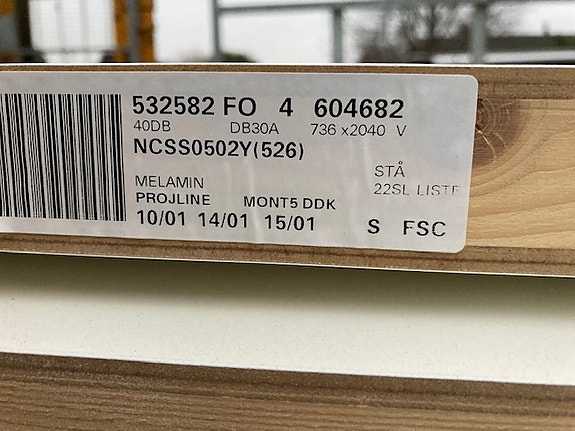 532582 FO 4 604682
40DB DB30A 736 x2040 V
NCSS0502Y(526)
STÅ
MELAMIN 22SL LISTE
PROJLINE MONT5 DDK
10/01 14/01 15/01 S FSC